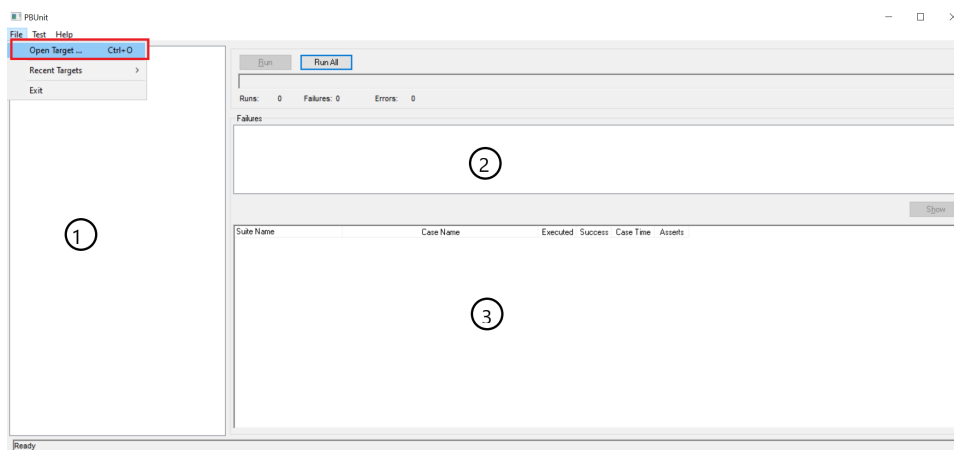 PBUnit
File Test Help
Open Target ... Ctrl+O
Recent Targets
Exit
Run Run All
Runs: 0 Failures: 0 Errors: 0
Failures
1
2
Show
Suite Name Case Name Executed Success Case Time Asserts
3
Ready